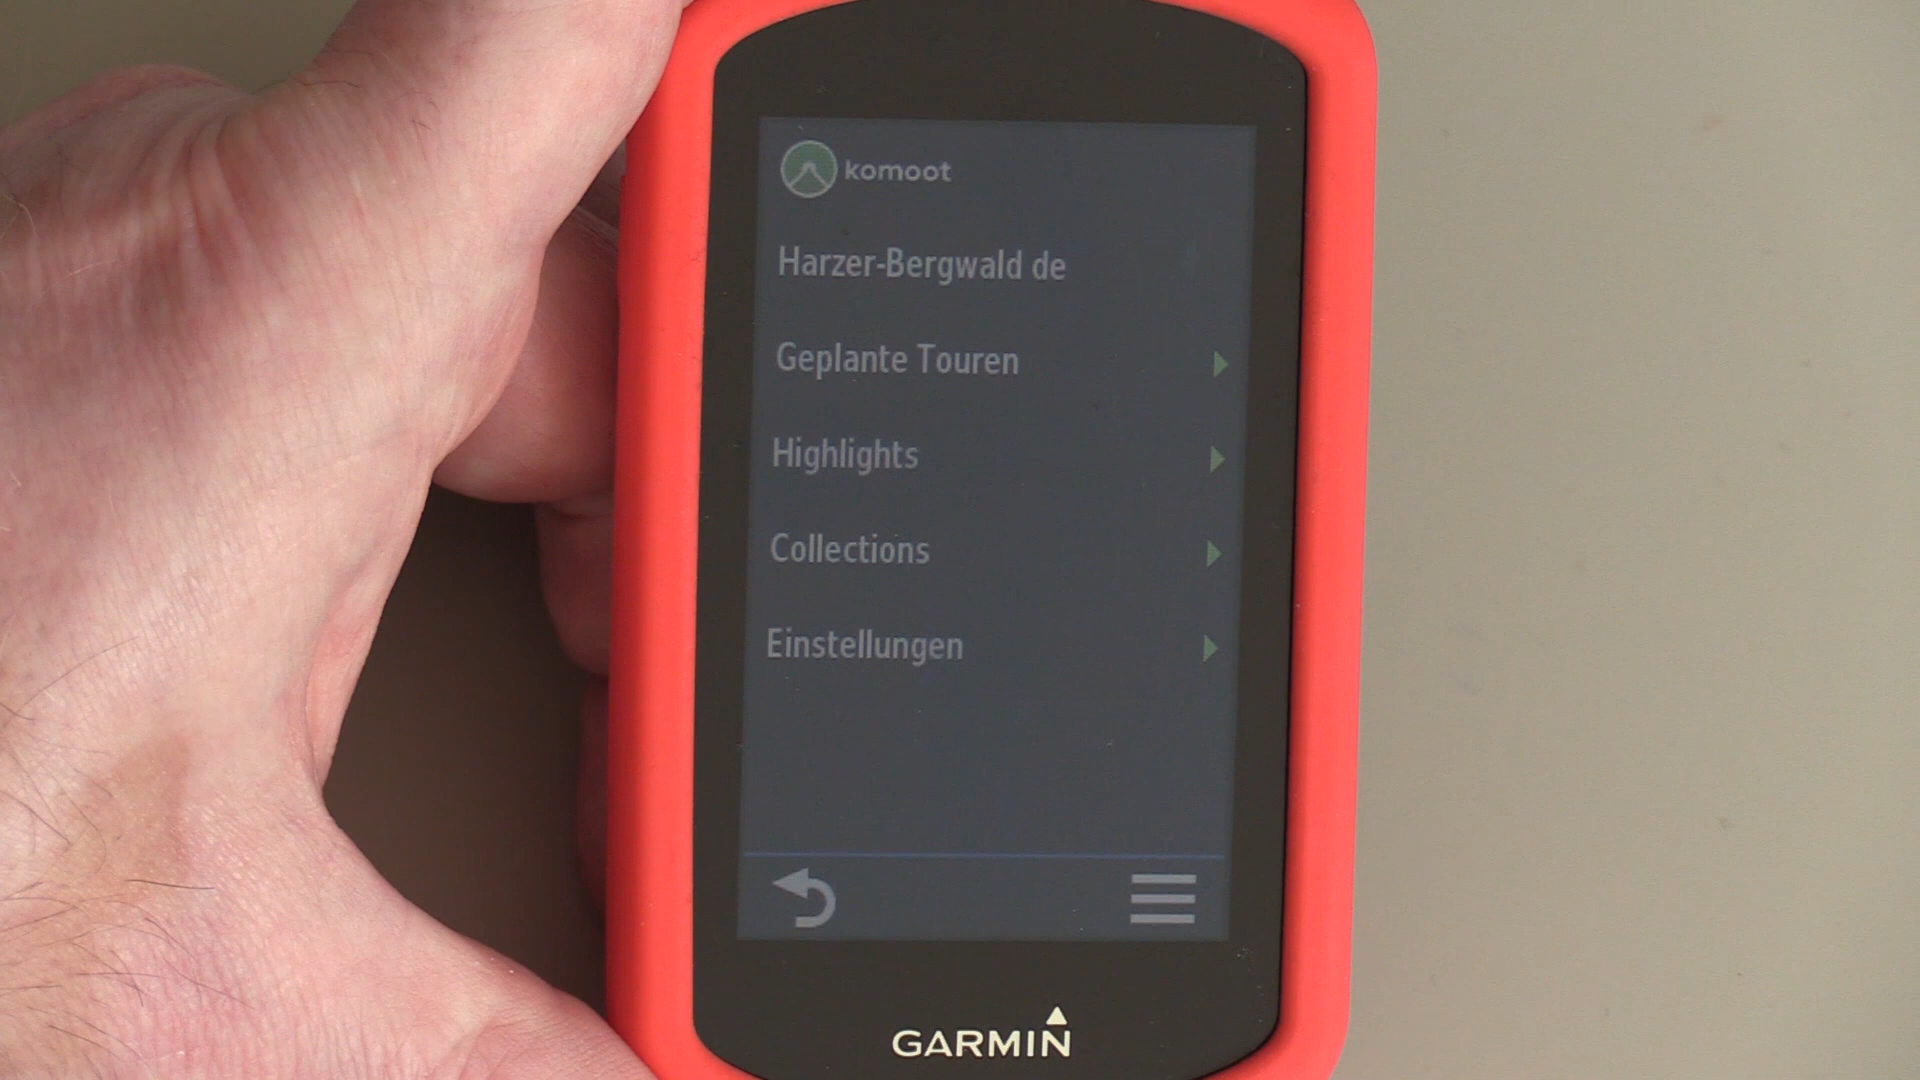 komoot
Harzer-Bergwald de
Geplante Touren
Highlights
Collections
Einstellungen
GARMIN